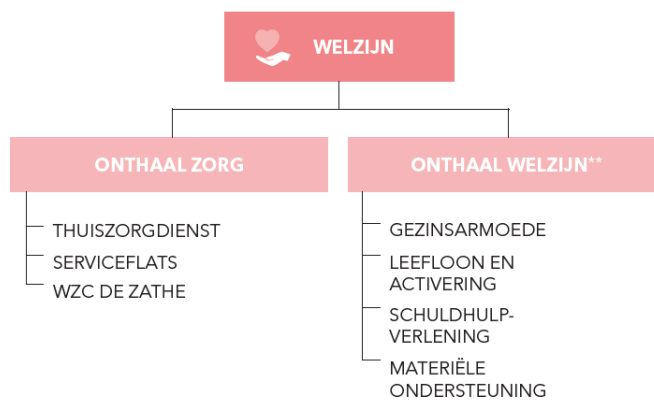 WELZIJN
ONTHAAL ZORG
THUISZORGDIENST
SERVICEFLATS
WZC DE ZATHE
ONTHAAL WELZIJN**
GEZINSARMOEDE
LEEFLOON EN
ACTIVERING
SCHULDHULP-
VERLENING
MATERIËLE
ONDERSTEUNING